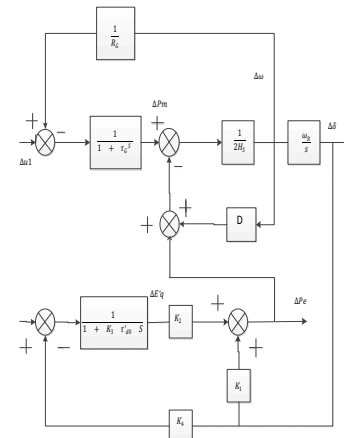 1
R_G
Δω
ΔPm
Δδ
+
−
1
1 + τ_G s
+
−
1
2H_s
ω_R
s
Δu1
+
+
D
ΔE'q
ΔPe
−
+
−
1
1 + K_3 τ'_d0 S
K_2
+
+
K_1
K_4